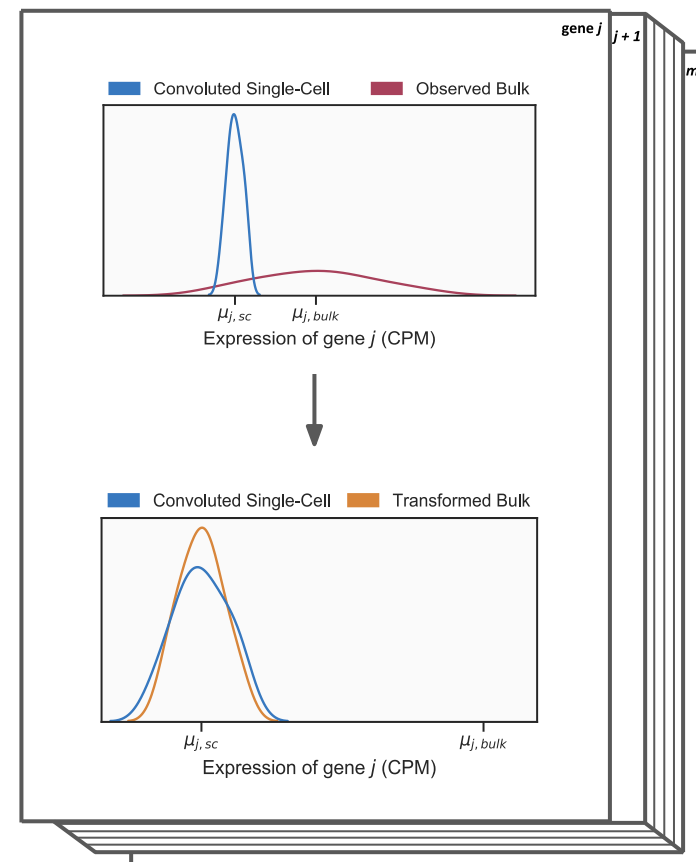 gene j
j + 1
m
Convoluted Single-Cell
Observed Bulk
μj, sc
μj, bulk
Expression of gene j (CPM)
Convoluted Single-Cell
Transformed Bulk
μj, sc
μj, bulk
Expression of gene j (CPM)